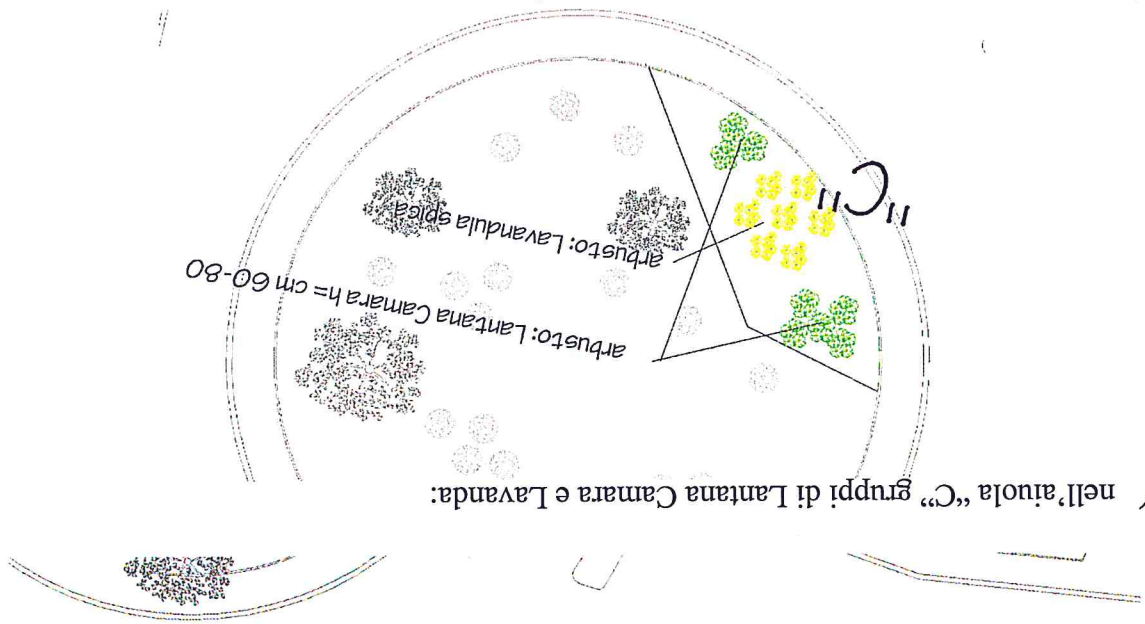 nell'aiuola “C” gruppi di Lantana Camara e Lavanda:
arbusto: Lantana Camara h= cm 60-80
arbusto: Lavandula spica
"C"